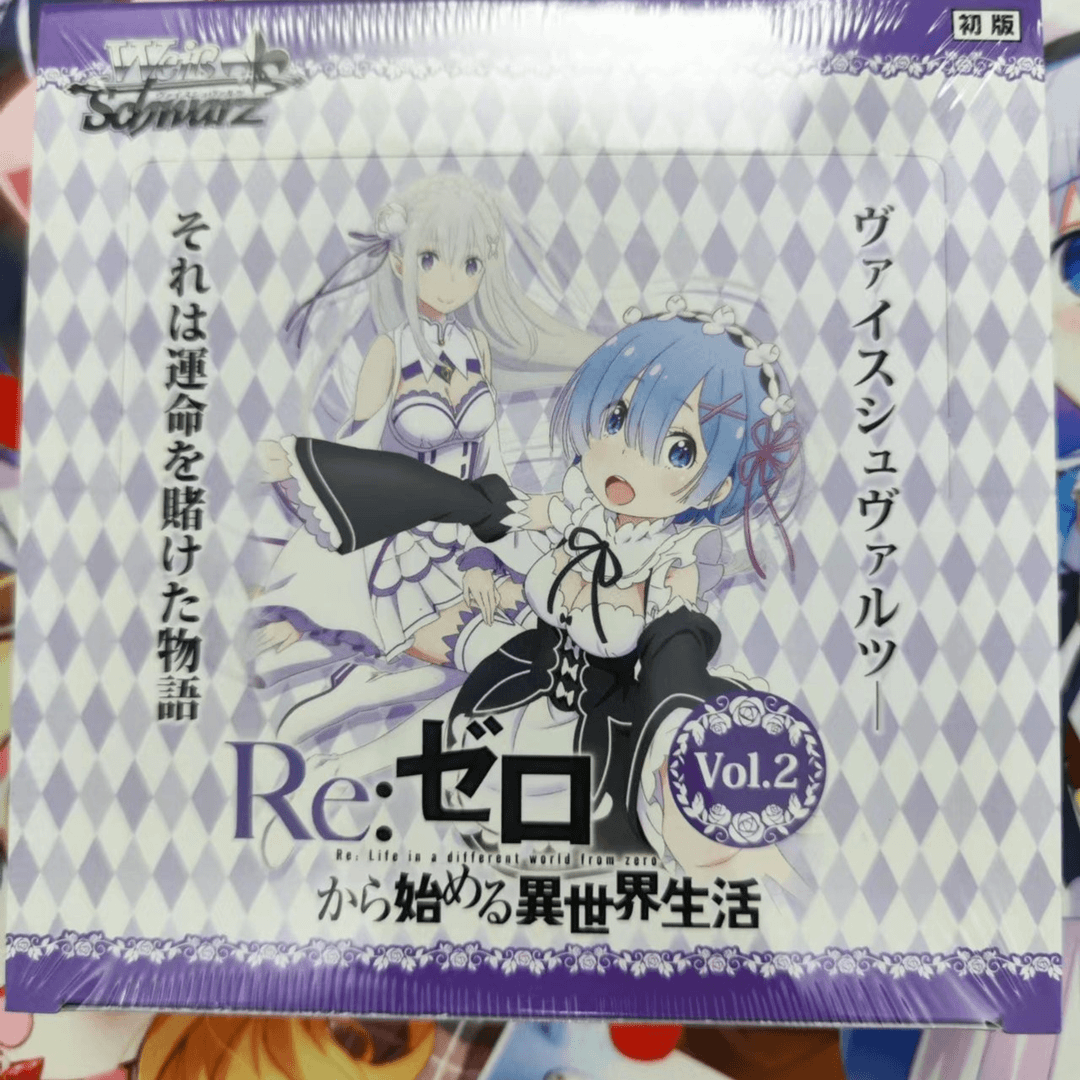 初版
Weiß
Schwarz
ヴァイスシュヴァルツ―
それは運命を賭けた物語
Re:ゼロ
Vol.2
Re: Life in a different world from zero
から始める異世界生活